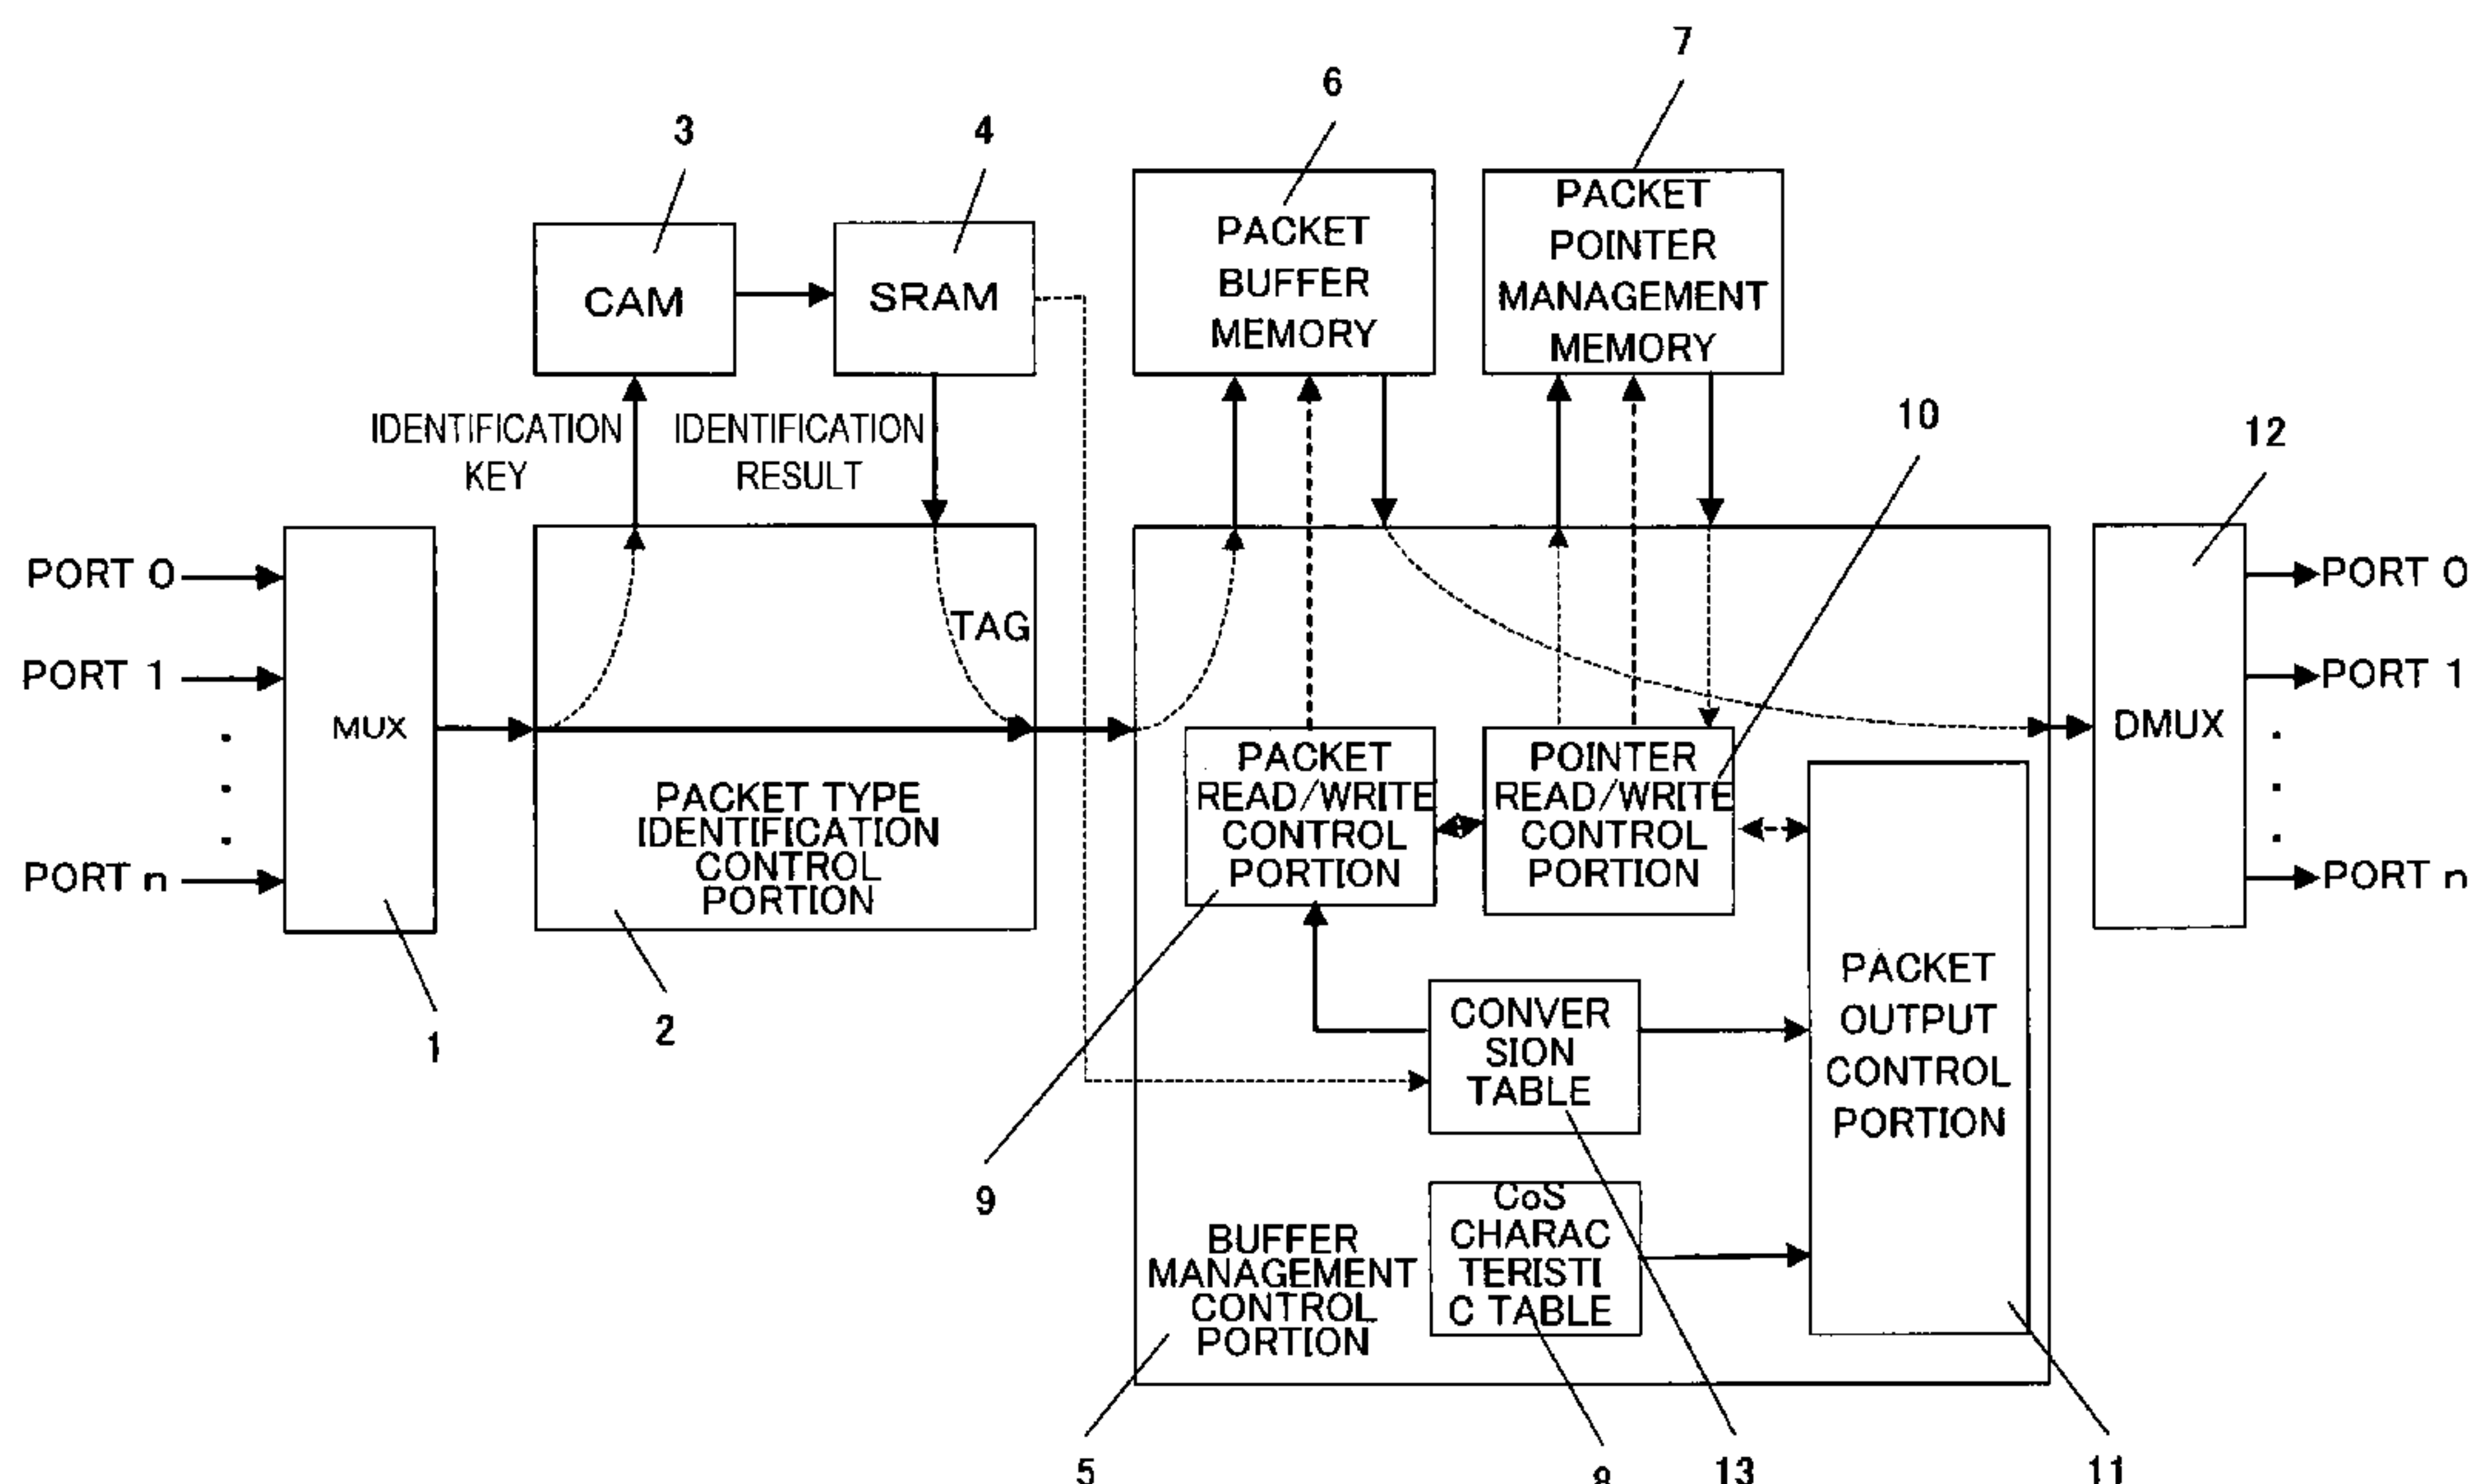 7
6
3
4
PACKET
POINTER
MANAGEMENT
MEMORY
PACKET
BUFFER
MEMORY
CAM
SRAM
10
12
IDENTIFICATION
KEY
IDENTIFICATION
RESULT
PORT 0
PORT 1
PORT n
MUX
TAG
PACKET TYPE
IDENTIFICATION
CONTROL
PORTION
PACKET
READ/WRITE
CONTROL
PORTION
POINTER
READ/WRITE
CONTROL
PORTION
DMUX
PORT 0
PORT 1
PORT n
1
2
CONVER
SION
TABLE
PACKET
OUTPUT
CONTROL
PORTION
9
BUFFER
MANAGEMENT
CONTROL
PORTION
CoS
CHARAC
TERISTI
C TABLE
5
8
13
11